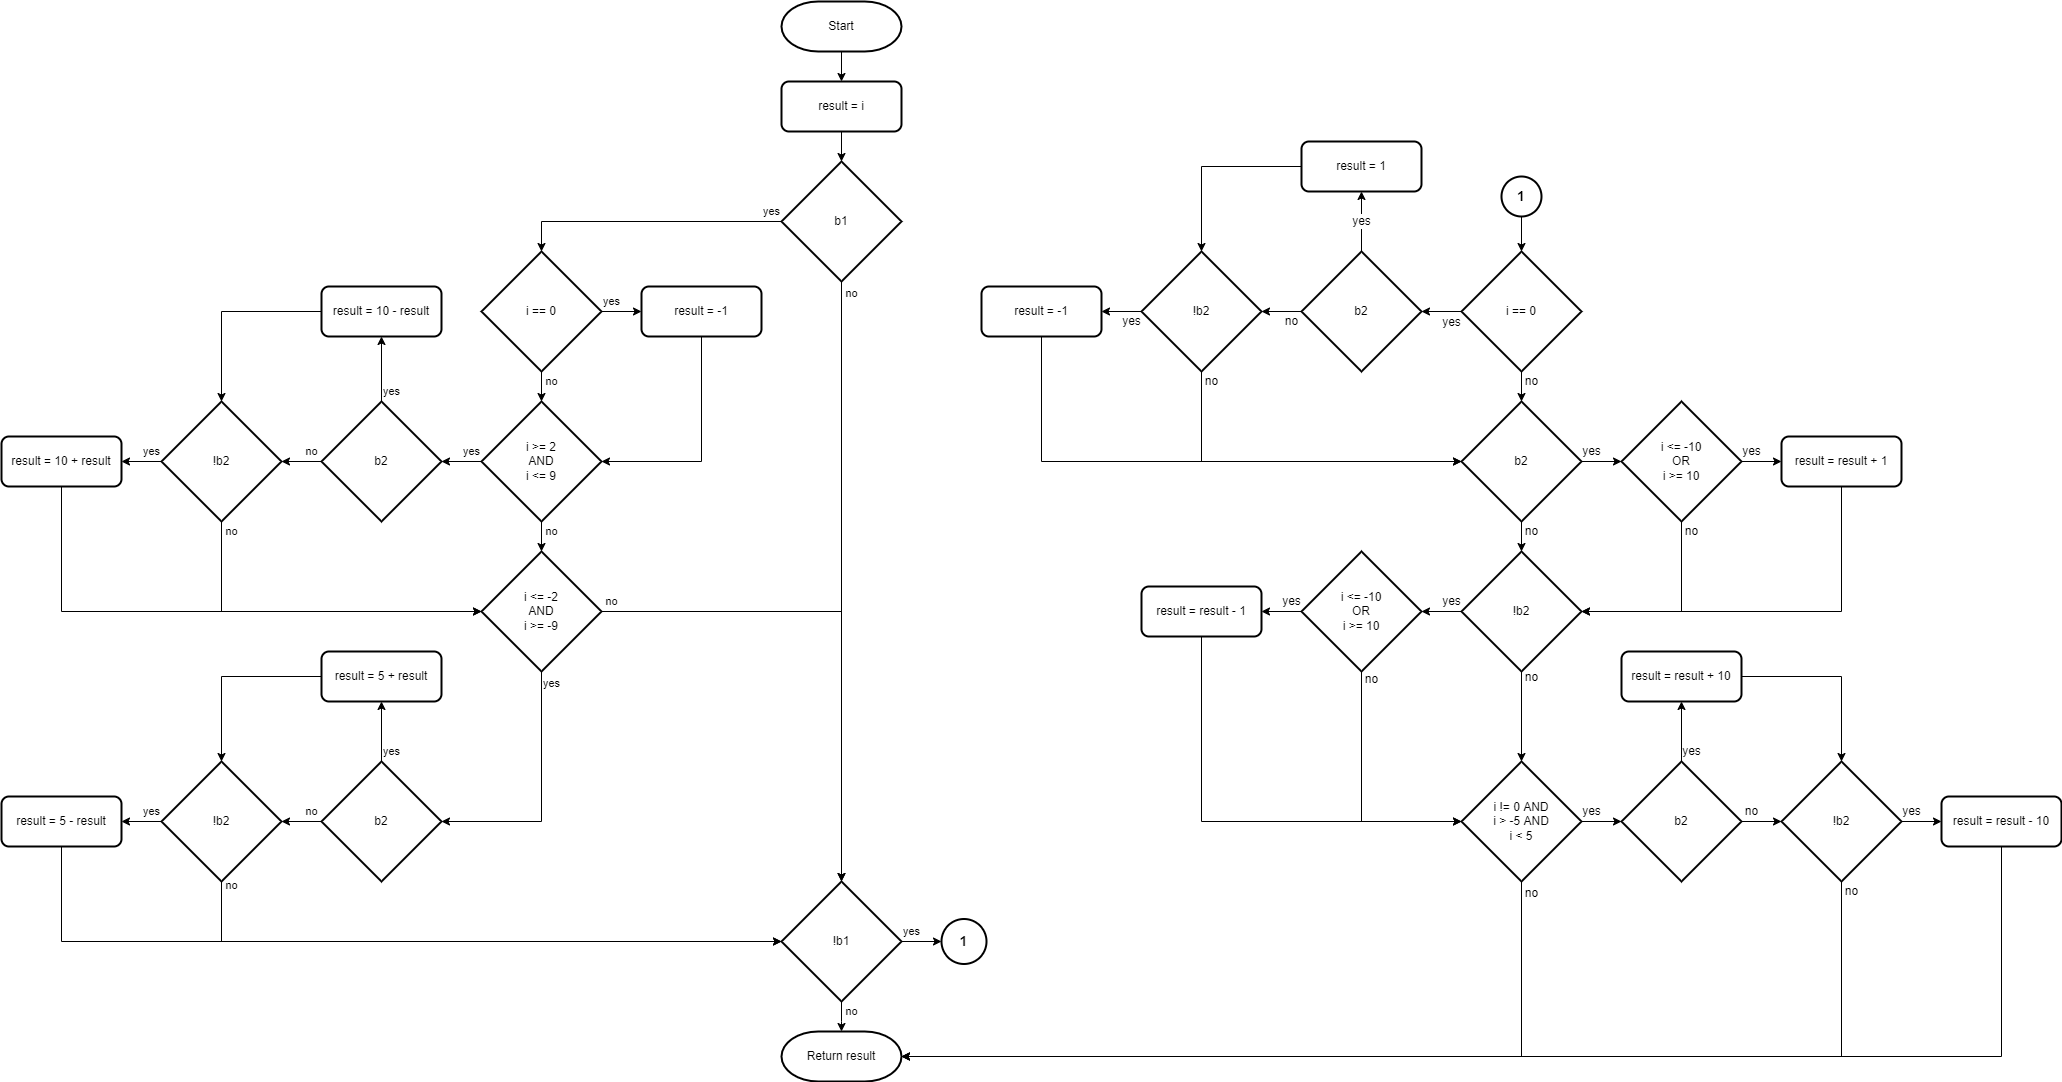 Start
result = i
b1
yes
no
i == 0
yes
no
result = -1
i >= 2
AND
i <= 9
yes
no
b2
yes
no
result = 10 - result
!b2
yes
no
result = 10 + result
i <= -2
AND
i >= -9
no
yes
b2
yes
no
result = 5 + result
!b2
yes
no
result = 5 - result
!b1
yes
no
1
Return result
1
i == 0
yes
no
b2
yes
no
result = 1
!b2
yes
no
result = -1
b2
yes
no
i <= -10
OR
i >= 10
yes
no
result = result + 1
!b2
yes
no
i <= -10
OR
i >= 10
yes
no
result = result - 1
i != 0 AND
i > -5 AND
i < 5
yes
no
b2
yes
no
result = result + 10
!b2
yes
no
result = result - 10